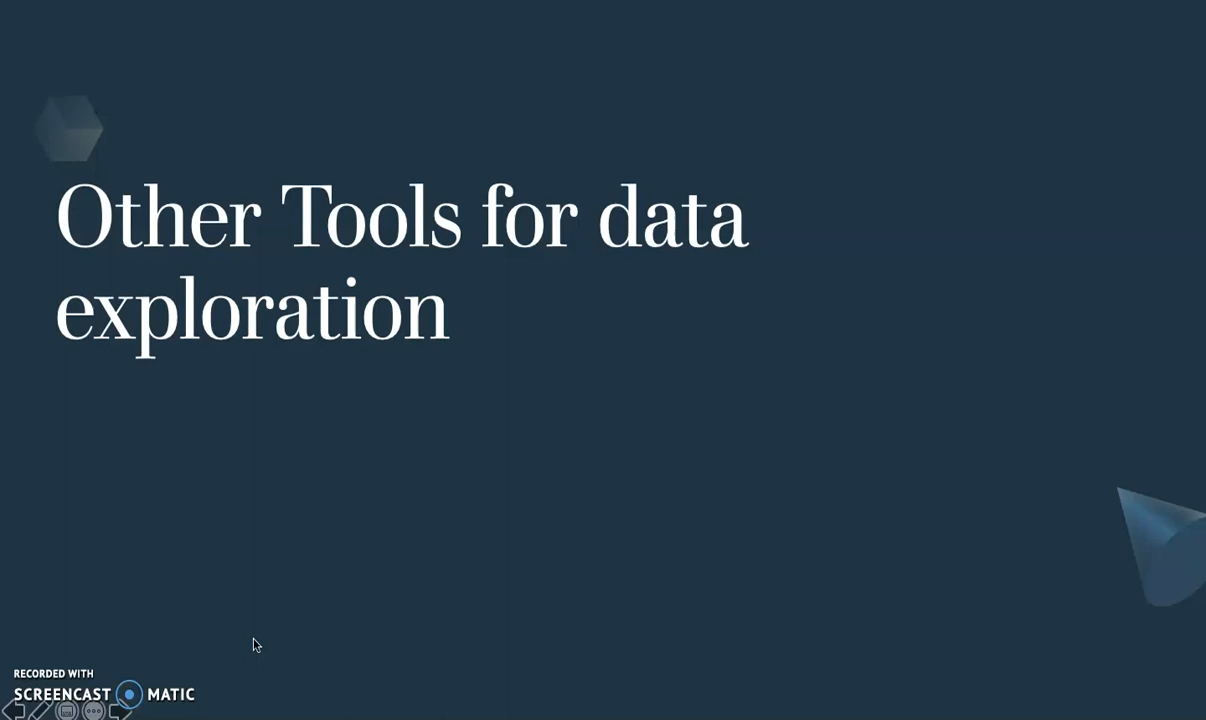 Other Tools for data
exploration
RECORDED WITH
SCREENCAST MATIC